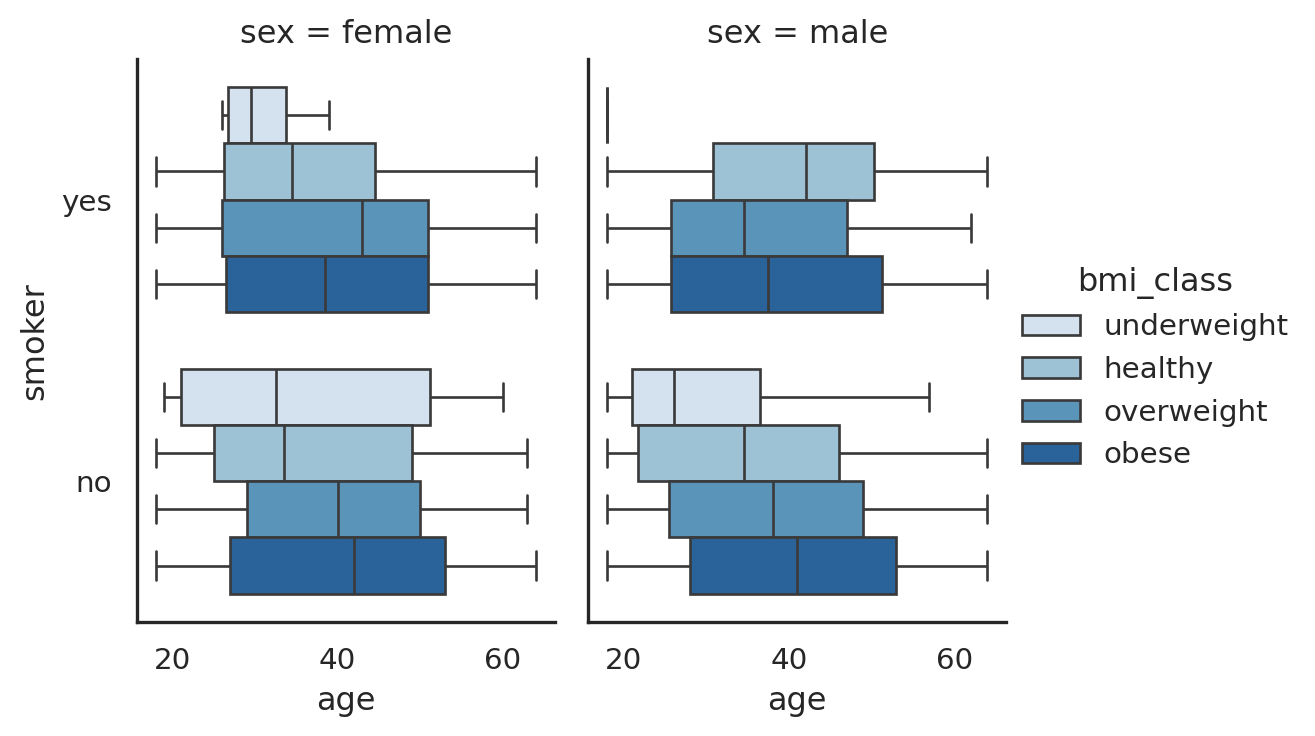 sex = female
sex = male
smoker
yes
no
20
40
60
age
20
40
60
age
bmi_class
underweight
healthy
overweight
obese